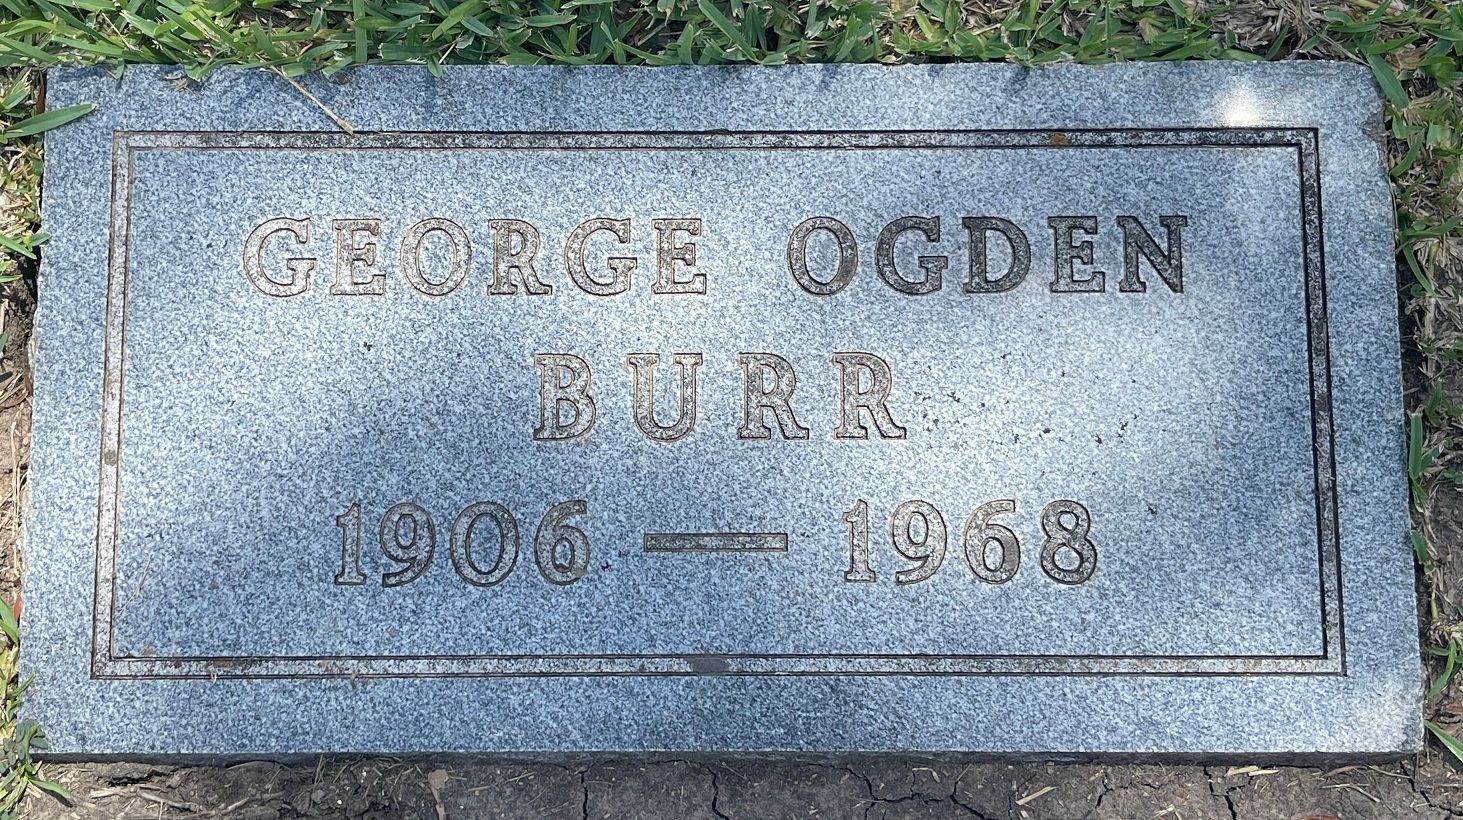 GEORGE OGDEN
BURR
1906 — 1968